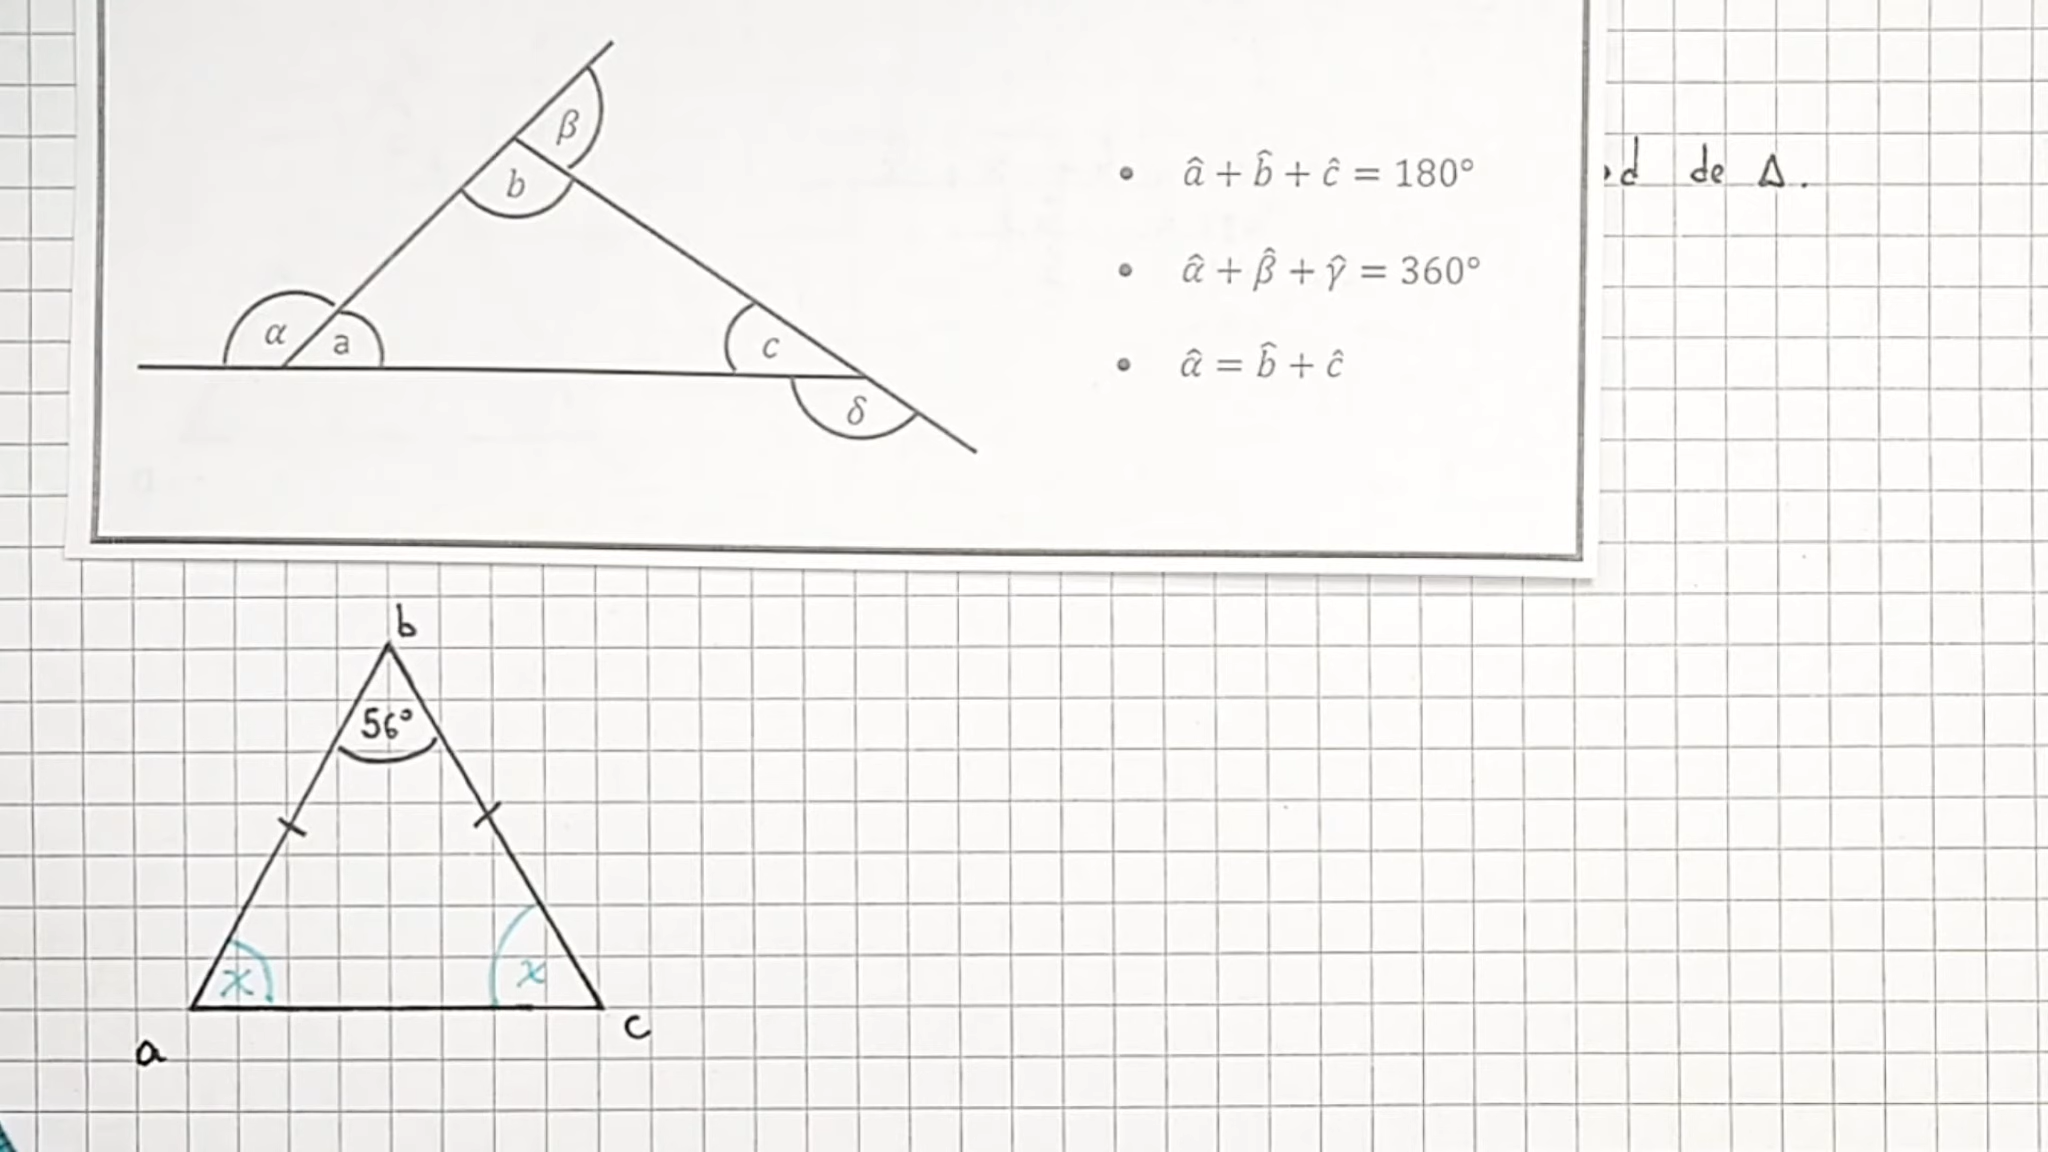 β
b
α
a
c
δ
• â + b̂ + ĉ = 180°
• α̂ + β̂ + γ̂ = 360°
• α̂ = b̂ + ĉ
de Δ.
b
56°
x
x
a
c